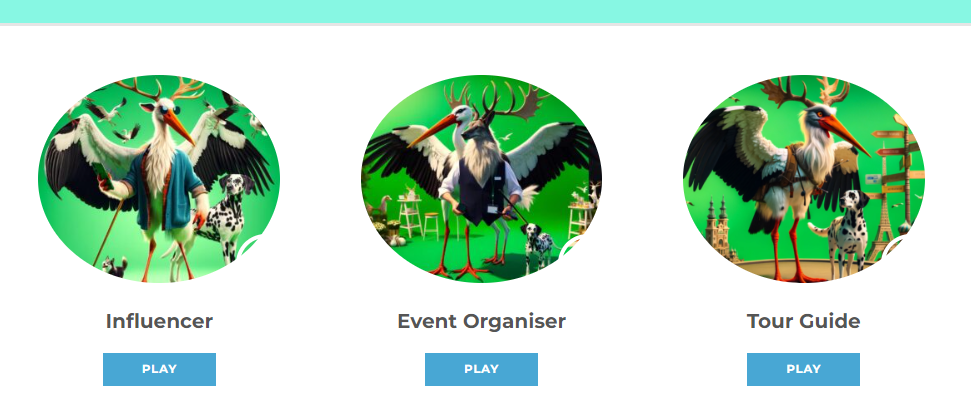 Influencer
Event Organiser
Tour Guide
PLAY
PLAY
PLAY